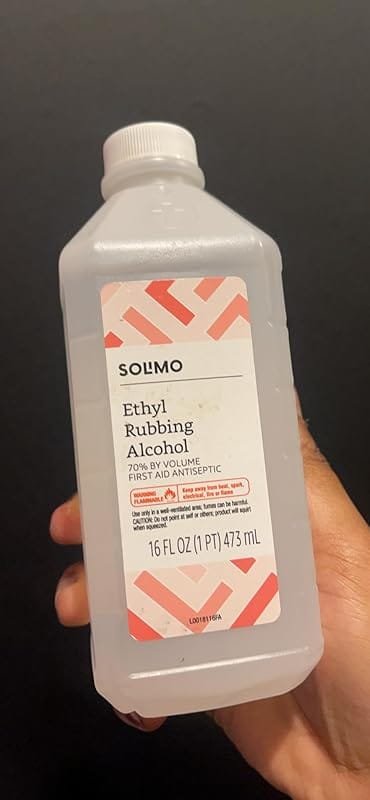 SOLIMO
Ethyl
Rubbing
Alcohol
70% BY VOLUME
FIRST AID ANTISEPTIC
WARNING FLAMMABLE Keep away from heat, spark, electrical, fire or flame
Use only in a well-ventilated area; fumes can be harmful.
CAUTION: Do not point at self or others; product will squirt
when squeezed.
16 FL OZ (1 PT) 473 mL
L0018116FA